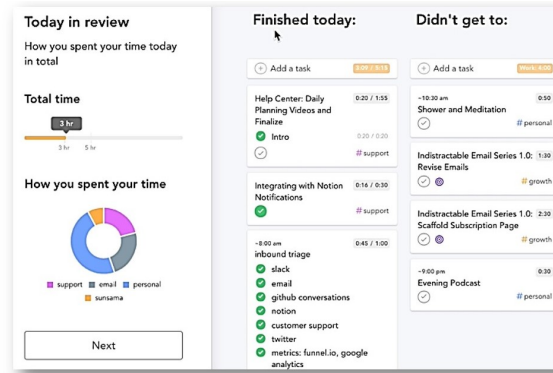 Today in review
How you spent your time today
in total
Total time
3 hr
3 hr 5 hr
How you spent your time
support email personal
sunsama
Next
Finished today:
Add a task
Help Center: Daily 0:20 / 1:55
Planning Videos and
Finalize
Intro 0:20 / 0:20
# support
Integrating with Notion 0:16 / 0:30
Notifications
# support
~8:00 am 0:45 / 1:00
inbound triage
slack
email
github conversations
notion
customer support
twitter
metrics: funnel.io, google
analytics
Didn't get to:
Add a task
~10:30 am 0:50
Shower and Meditation
# personal
Indistractable Email Series 1.0: 1:30
Revise Emails
# growth
Indistractable Email Series 1.0: 2:30
Scaffold Subscription Page
# growth
~9:00 pm 0:30
Evening Podcast
# personal